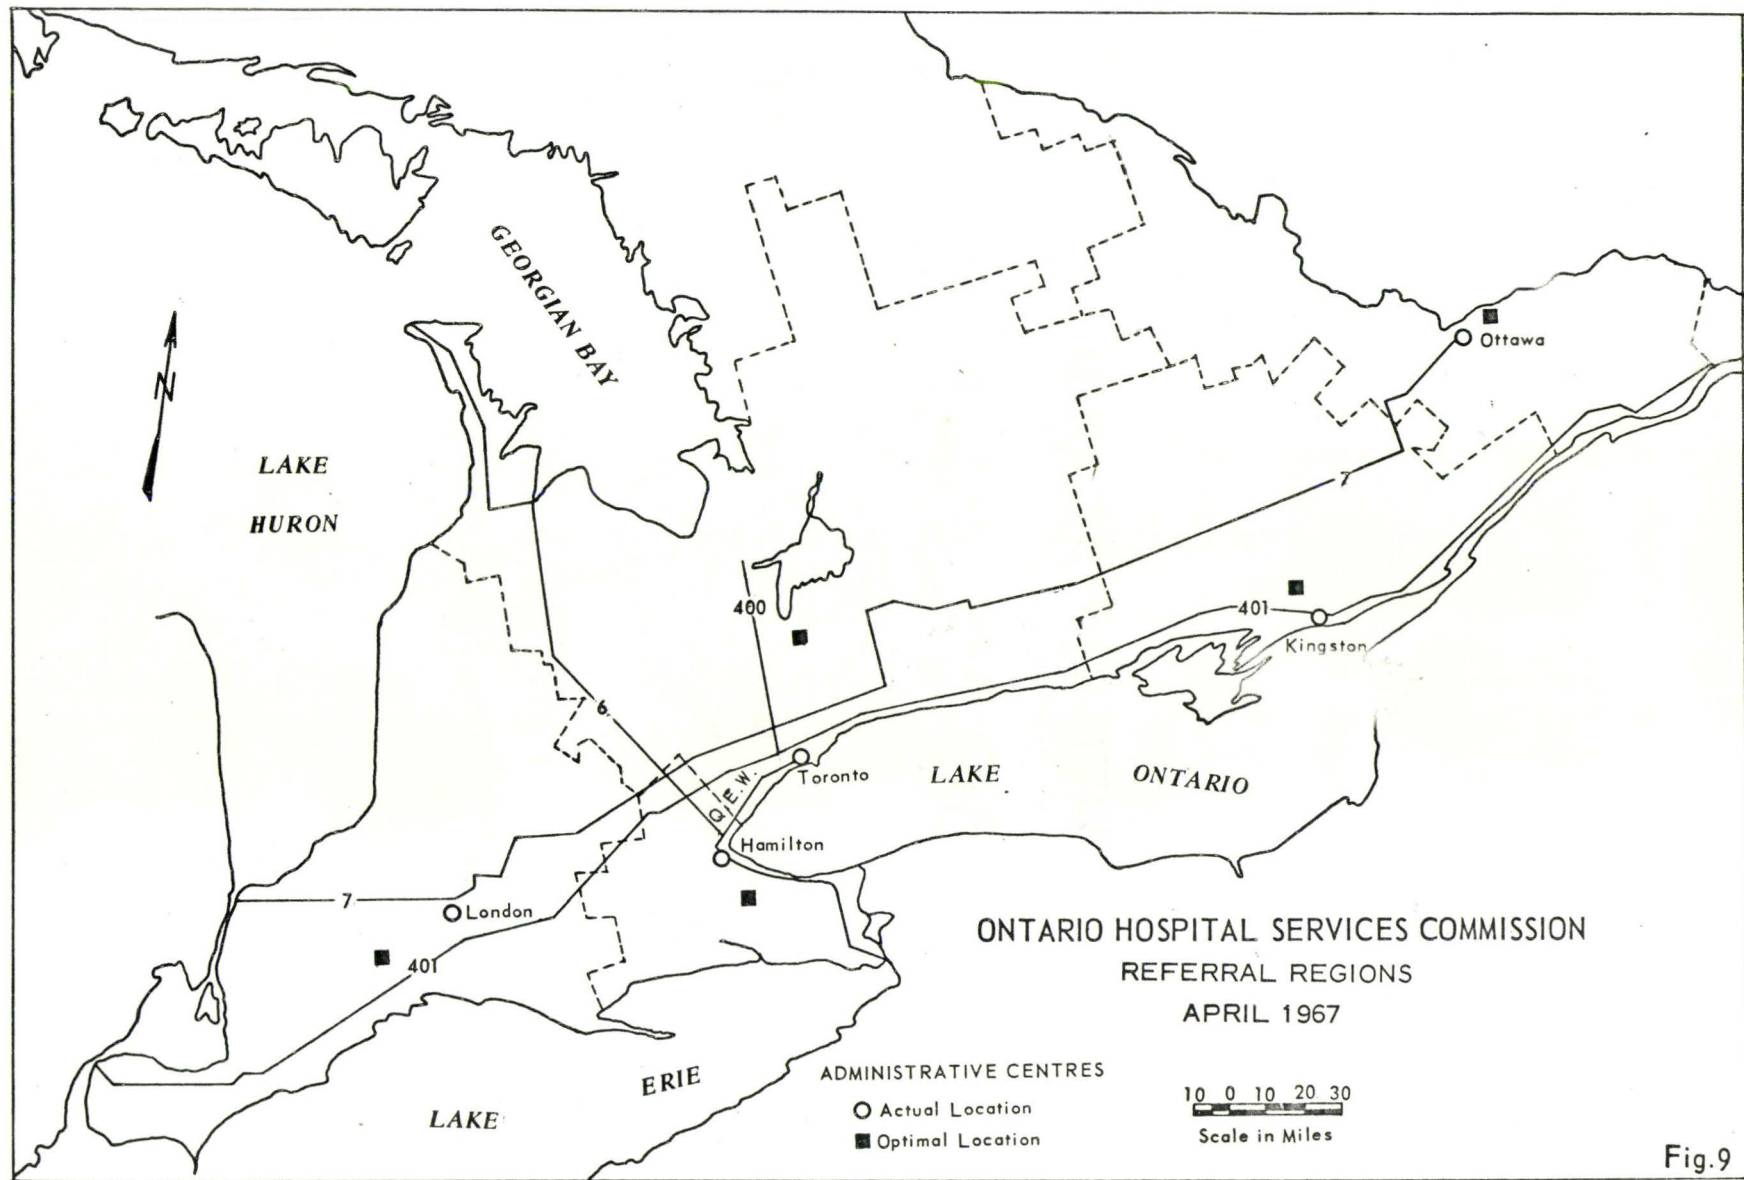 GEORGIAN BAY
N
Ottawa
LAKE
HURON
7
400
401
Kingston
6
Q.E.W.
Toronto
LAKE ONTARIO
Hamilton
7
London
401
ONTARIO HOSPITAL SERVICES COMMISSION
REFERRAL REGIONS
APRIL 1967
LAKE ERIE
ADMINISTRATIVE CENTRES
Actual Location
Optimal Location
10 0 10 20 30
Scale in Miles
Fig.9